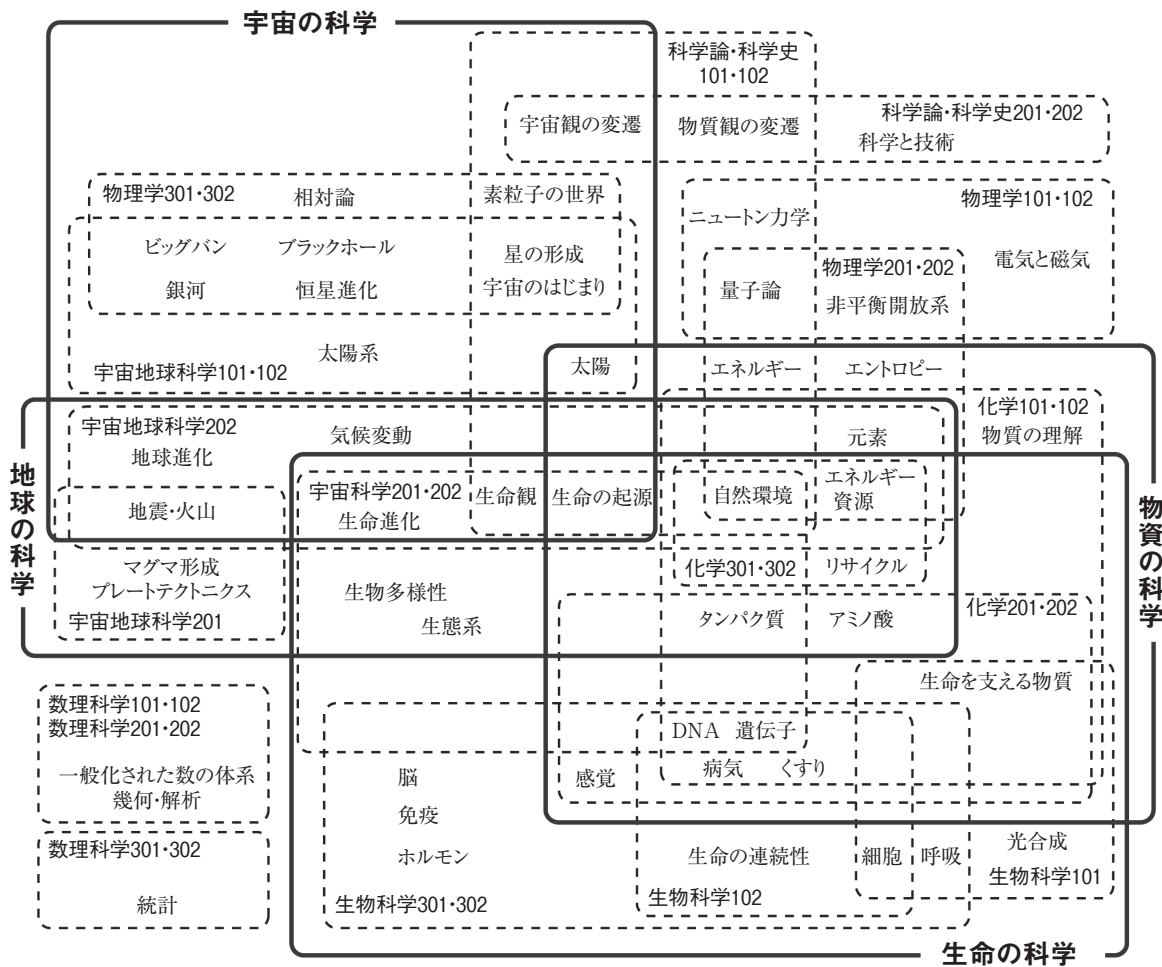 宇宙の科学
科学論・科学史
101・102
宇宙観の変遷
物質観の変遷
科学論・科学史201・202
科学と技術
物理学301・302
相対論
素粒子の世界
物理学101・102
ニュートン力学
ビッグバン
ブラックホール
星の形成
電気と磁気
物理学201・202
銀河
恒星進化
宇宙のはじまり
量子論
非平衡開放系
太陽系
宇宙地球科学101・102
太陽
エネルギー
エントロピー
化学101・102
物質の理解
宇宙地球科学202
気候変動
元素
地球進化
地球の科学
宇宙科学201・202
生命進化
生命観
生命の起源
自然環境
エネルギー
資源
物資の科学
地震・火山
マグマ形成
プレートテクトニクス
宇宙地球科学201
化学301・302
リサイクル
生物多様性
生態系
タンパク質
アミノ酸
化学201・202
生命を支える物質
数理科学101・102
数理科学201・202
一般化された数の体系
幾何・解析
DNA
遺伝子
病気
くすり
脳
感覚
免疫
数理科学301・302
統計
ホルモン
生命の連続性
細胞
呼吸
光合成
生物科学101
生物科学102
生物科学301・302
生命の科学